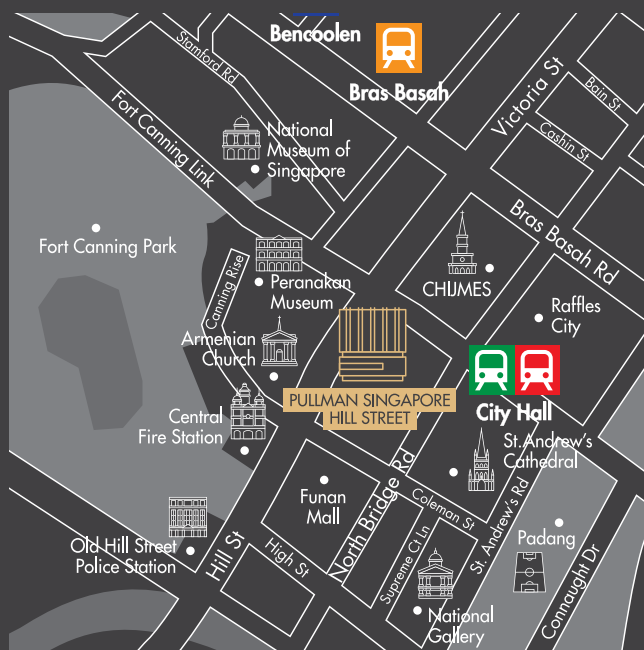 Bencoolen
Bras Basah
Stamford Rd
Victoria St
Bain St
Cashin St
Fort Canning Link
National
Museum of
Singapore
Bras Basah Rd
Fort Canning Park
Canning Rise
Peranakan
Museum
CHIJMES
Raffles
City
Armenian
Church
PULLMAN SINGAPORE
HILL STREET
City Hall
Central
Fire Station
St.Andrew's
Cathedral
Funan
Mall
North Bridge Rd
Coleman St
St. Andrew's Rd
Old Hill Street
Police Station
Hill St
High St
Supreme Ct Ln
Padang
Connaught Dr
National
Gallery